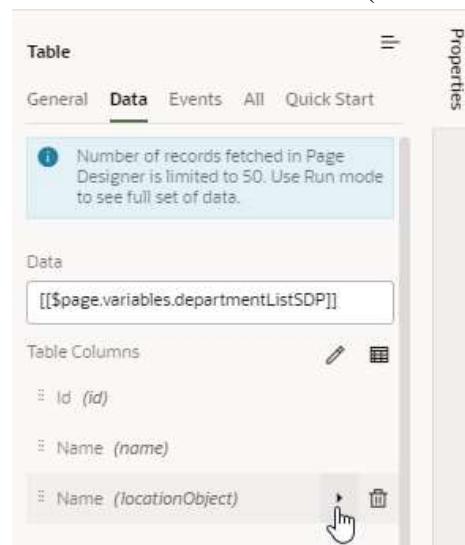 Table
Properties
General Data Events All Quick Start
Number of records fetched in Page
Designer is limited to 50. Use Run mode
to see full set of data.
Data
[[$page.variables.departmentListSDP]]
Table Columns
Id (id)
Name (name)
Name (locationObject)